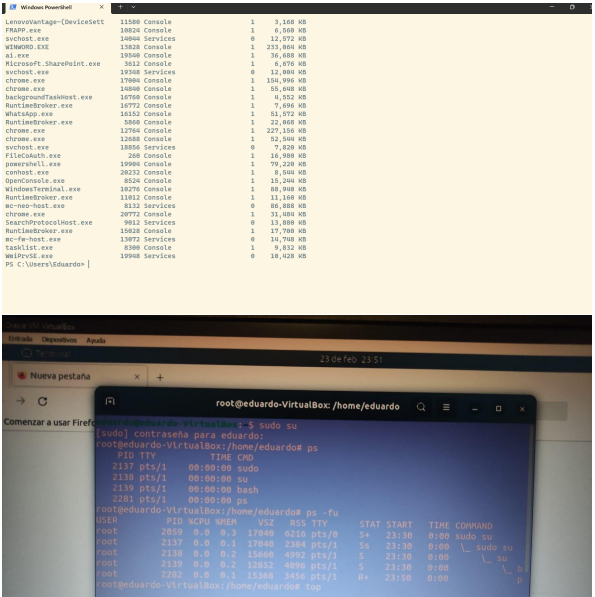 Windows PowerShell
LenovoVantage-(DeviceSett 11580 Console 1 3,168 KB
FMAPP.exe 10824 Console 1 6,560 KB
svchost.exe 14044 Services 0 12,572 KB
WINWORD.EXE 13828 Console 1 233,064 KB
ai.exe 19540 Console 1 36,688 KB
Microsoft.SharePoint.exe 3612 Console 1 6,676 KB
svchost.exe 19348 Services 0 12,004 KB
chrome.exe 17004 Console 1 154,996 KB
chrome.exe 14840 Console 1 55,648 KB
backgroundTaskHost.exe 16760 Console 1 4,552 KB
RuntimeBroker.exe 16772 Console 1 7,696 KB
WhatsApp.exe 16152 Console 1 51,572 KB
RuntimeBroker.exe 5860 Console 1 22,068 KB
chrome.exe 12764 Console 1 227,156 KB
chrome.exe 12688 Console 1 52,544 KB
svchost.exe 18856 Services 0 7,820 KB
FileCoAuth.exe 260 Console 1 16,980 KB
powershell.exe 19904 Console 1 79,220 KB
conhost.exe 20232 Console 1 8,544 KB
OpenConsole.exe 8524 Console 1 15,244 KB
WindowsTerminal.exe 10276 Console 1 88,940 KB
RuntimeBroker.exe 11012 Console 1 11,160 KB
mc-neo-host.exe 8132 Services 0 86,888 KB
chrome.exe 20772 Console 1 31,484 KB
SearchProtocolHost.exe 9012 Services 0 13,880 KB
RuntimeBroker.exe 15028 Console 1 17,700 KB
mc-fw-host.exe 13072 Services 0 14,748 KB
tasklist.exe 8300 Console 1 9,832 KB
WmiPrvSE.exe 19948 Services 0 10,428 KB
PS C:\Users\Eduardo>
Oracle VM VirtualBox
Entrada Dispositivos Ayuda
Terminal 23 de feb 23:51
Nueva pestaña
root@eduardo-VirtualBox: /home/eduardo
Comenzar a usar Firefo
eduardo@eduardo-VirtualBox:~$ sudo su
[sudo] contraseña para eduardo:
root@eduardo-VirtualBox:/home/eduardo# ps
PID TTY TIME CMD
2137 pts/1 00:00:00 sudo
2138 pts/1 00:00:00 su
2139 pts/1 00:00:00 bash
2281 pts/1 00:00:00 ps
root@eduardo-VirtualBox:/home/eduardo# ps -fu
USER PID %CPU %MEM VSZ RSS TTY STAT START TIME COMMAND
root 2059 0.0 0.3 17040 6216 pts/0 S+ 23:30 0:00 sudo su
root 2137 0.0 0.1 17040 2304 pts/1 Ss 23:30 0:00 \_ sudo su
root 2138 0.0 0.2 15660 4992 pts/1 S 23:30 0:00 \_ su
root 2139 0.0 0.2 12852 4096 pts/1 S 23:30 0:00 \_ b
root 2282 0.0 0.1 15368 3456 pts/1 R+ 23:50 0:00 p
root@eduardo-VirtualBox:/home/eduardo# top